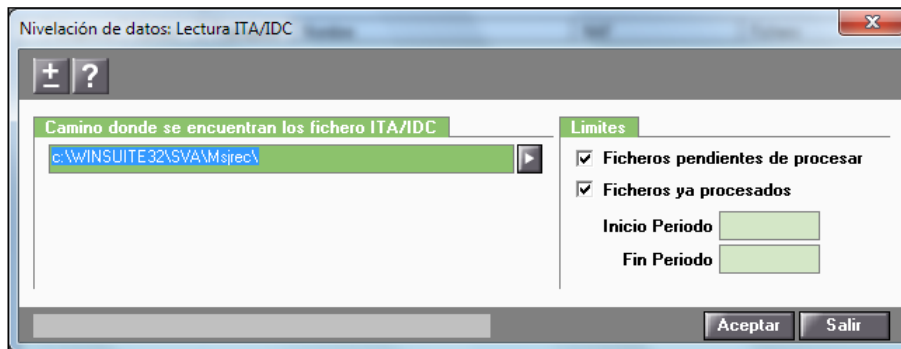 Nivelación de datos: Lectura ITA/IDC
± ?
Camino donde se encuentran los fichero ITA/IDC
c:\WINSUITE32\SVA\Msjrec\
Limites
Ficheros pendientes de procesar
Ficheros ya procesados
Inicio Periodo
Fin Periodo
Aceptar
Salir